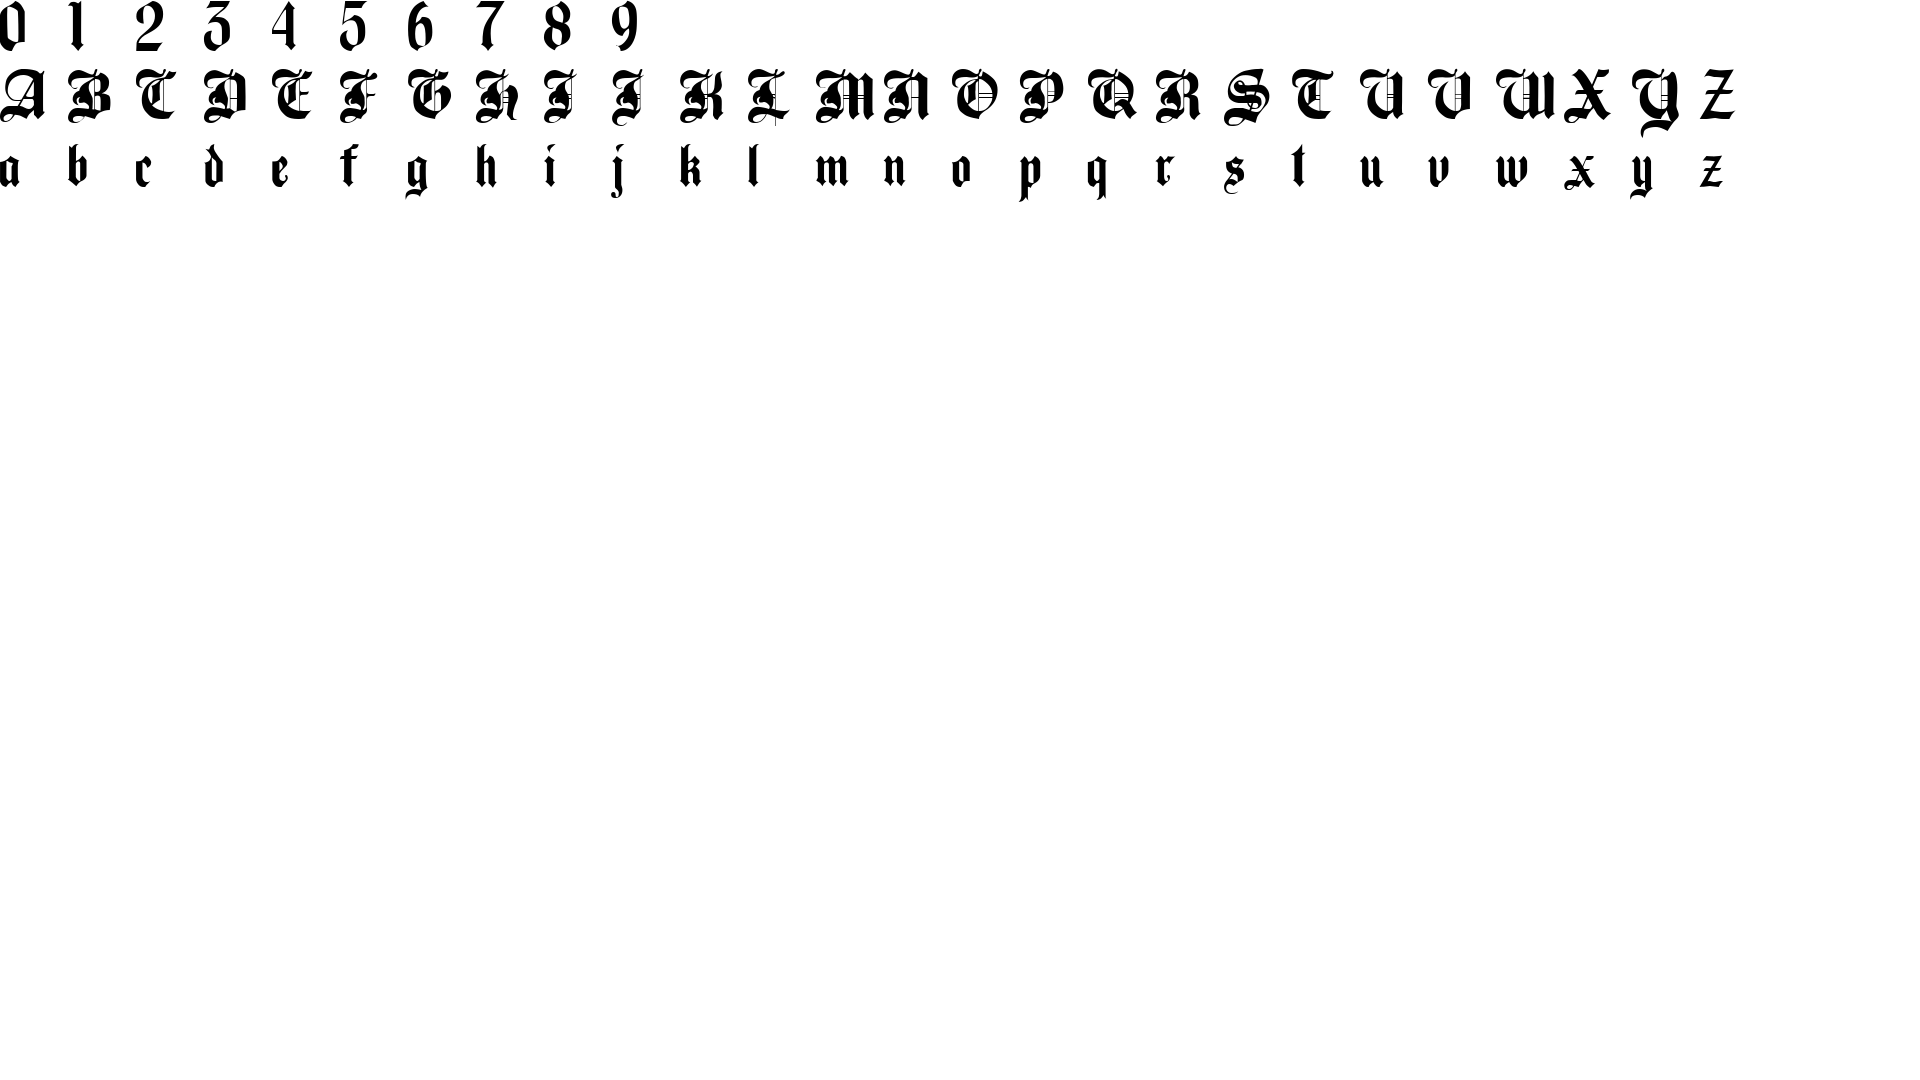 0 1 2 3 4 5 6 7 8 9
A B C D E F G H I J K L M N O P Q R S T U V W X Y Z
a b c d e f g h i j k l m n o p q r s t u v w x y z